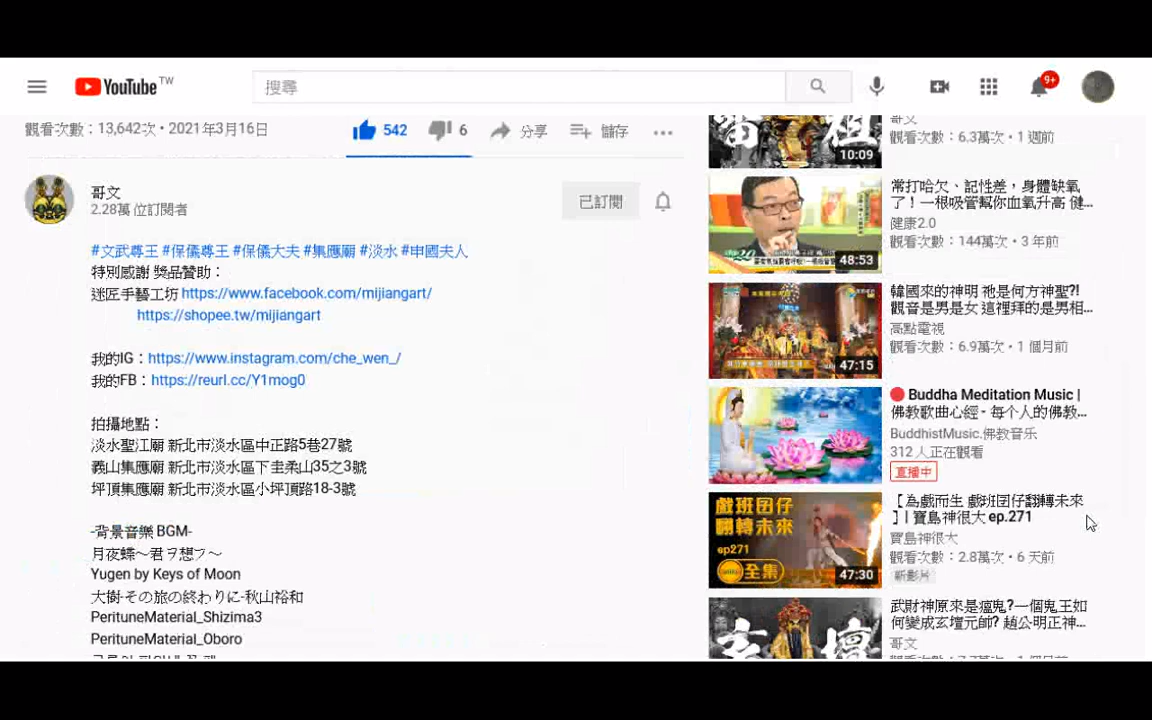 YouTube TW
搜尋
9+
觀看次數：13,642次・2021年3月16日
542
6
分享
儲存
哥文
2.28萬 位訂閱者
已訂閱
#文武尊王 #保儀尊王 #保儀大夫 #集應廟 #淡水 #申國夫人
特別感謝 獎品贊助：
迷匠手藝工坊 https://www.facebook.com/mijiangart/
https://shopee.tw/mijiangart
我的IG：https://www.instagram.com/che_wen_/
我的FB：https://reurl.cc/Y1mog0
拍攝地點：
淡水聖江廟 新北市淡水區中正路5巷27號
義山集應廟 新北市淡水區下圭柔山35之3號
坪頂集應廟 新北市淡水區小坪頂路18-3號
-背景音樂 BGM-
月夜蝶～君ヲ想フ～
Yugen by Keys of Moon
大樹-その旅の終わりに-秋山裕和
PerituneMaterial_Shizima3
PerituneMaterial_Oboro
10:09
哥文
觀看次數：6.3萬次・1 週前
48:53
常打哈欠、記性差，身體缺氧
了！一根吸管幫你血氧升高 健...
健康2.0
觀看次數：144萬次・3 年前
47:15
韓國來的神明 祂是何方神聖?!
觀音是男是女 這裡拜的是男相...
高點電視
觀看次數：6.9萬次・1 個月前
Buddha Meditation Music |
佛教歌曲心經 - 每个人的佛教...
BuddhistMusic.佛教音乐
312 人正在觀看
直播中
戲班囝仔
翻轉未來
ep271
全集
47:30
【為戲而生 戲班囝仔翻轉未來
】| 寶島神很大 ep.271
寶島神很大
觀看次數：2.8萬次・6 天前
新影片
玄壇
武財神原來是瘟鬼?一個鬼王如
何變成玄壇元帥? 趙公明正神...
哥文